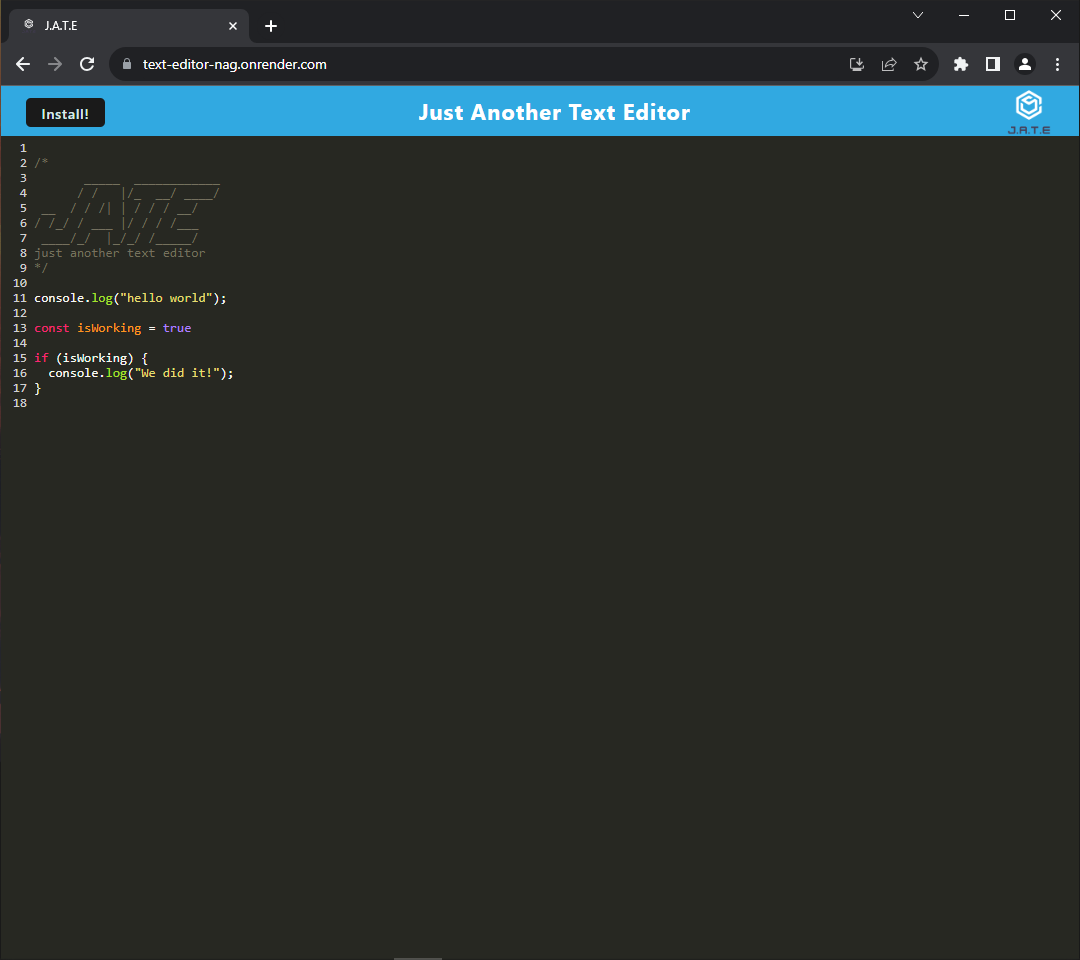 J.A.T.E
text-editor-nag.onrender.com
Install!
Just Another Text Editor
J.A.T.E
1
2 /*
3        _____  ____________
4       / /   |/_  __/ ____/
5  __  / / /| | / / / __/
6 / /_/ / ___ |/ / / /___
7  ____/_/  |_/_/ /_____/
8 just another text editor
9 */
10
11 console.log("hello world");
12
13 const isWorking = true
14
15 if (isWorking) {
16   console.log("We did it!");
17 }
18